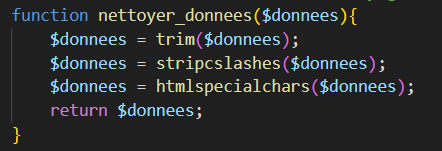 function nettoyer_donnees($donnees){
    $donnees = trim($donnees);
    $donnees = stripcslashes($donnees);
    $donnees = htmlspecialchars($donnees);
    return $donnees;
}